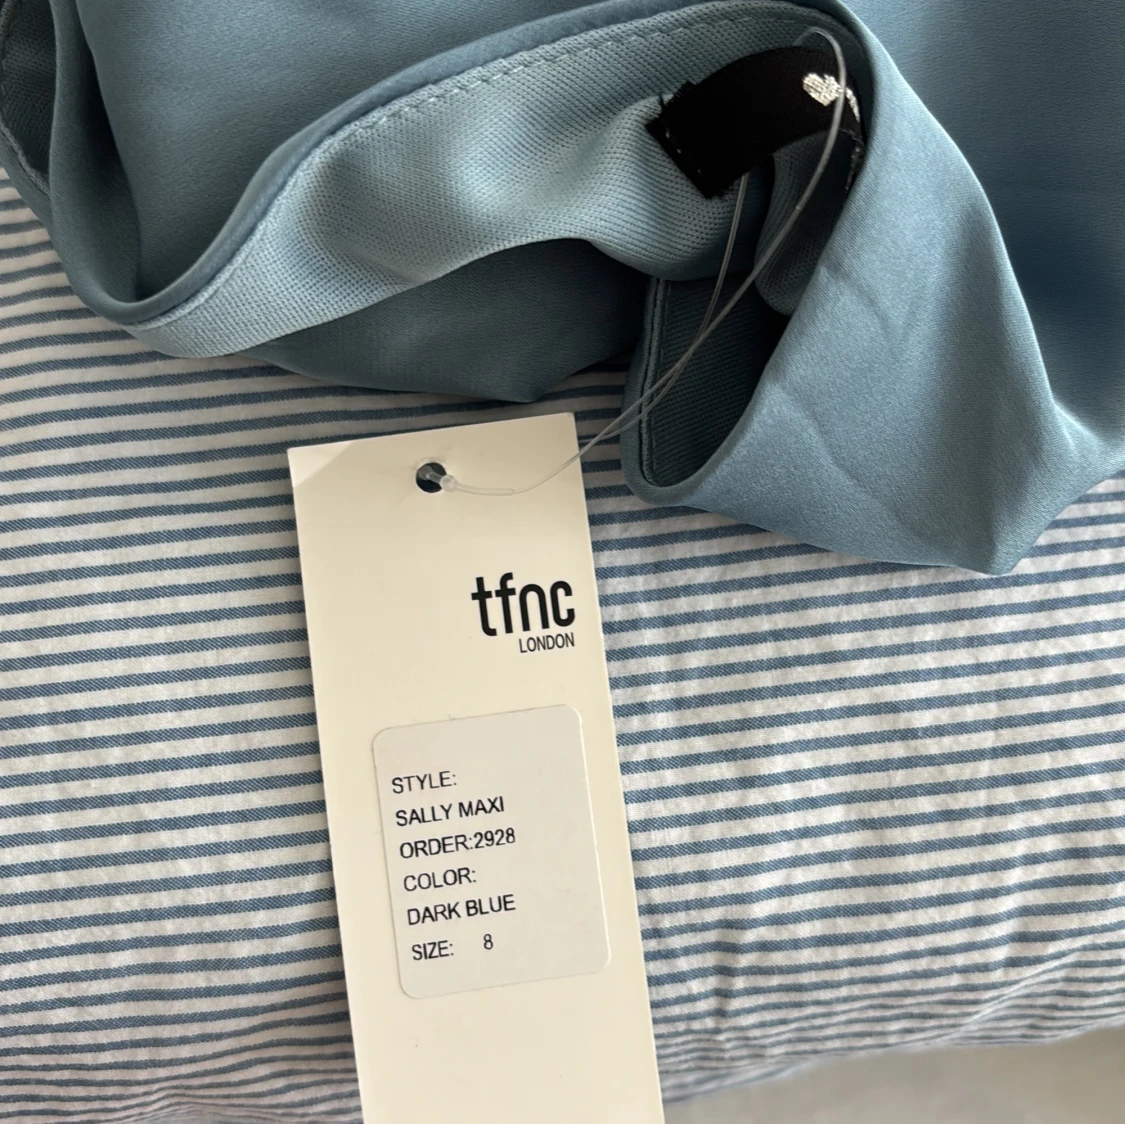 tfnc
LONDON
STYLE:
SALLY MAXI
ORDER:2928
COLOR:
DARK BLUE
SIZE: 8